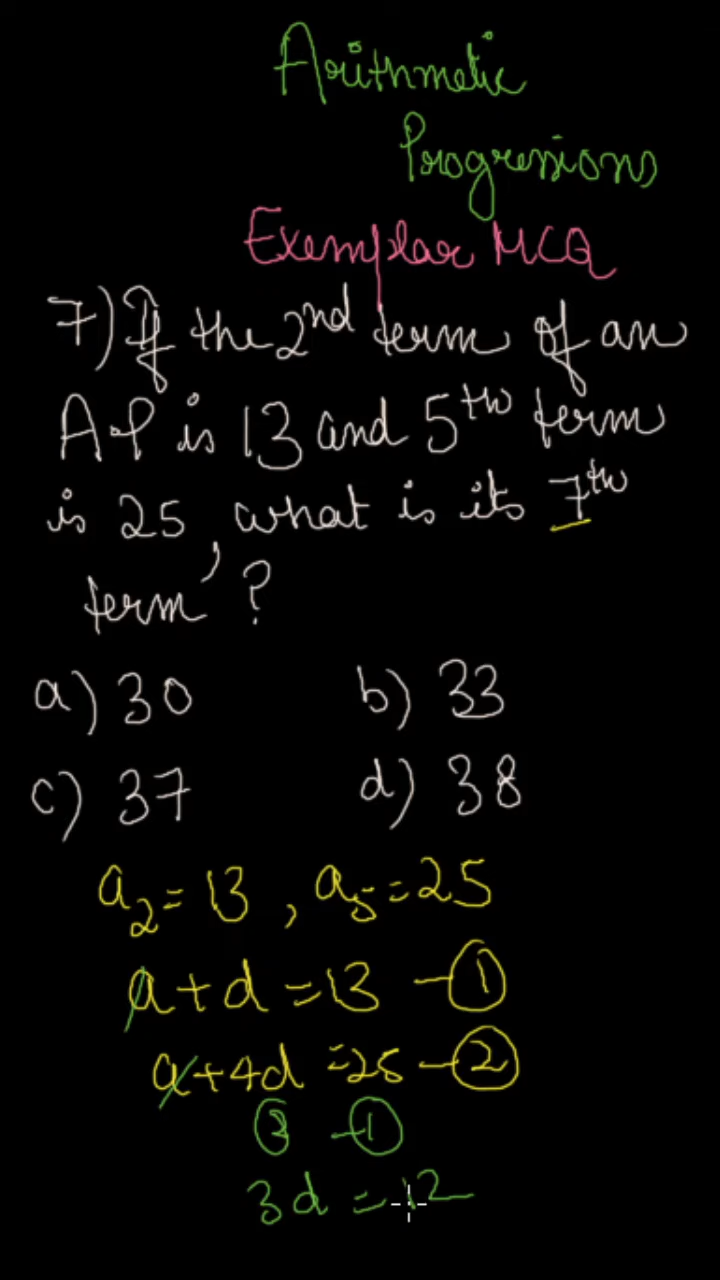 Arithmetic
Progressions
Exemplar MCQ
7) If the 2nd term of an
AP is 13 and 5th term
is 25, what is its 7th
term?
a) 30 b) 33
c) 37 d) 38
a2 = 13, a5 = 25
a + d = 13 - ①
a + 4d = 25 - ②
② - ①
3d = 12